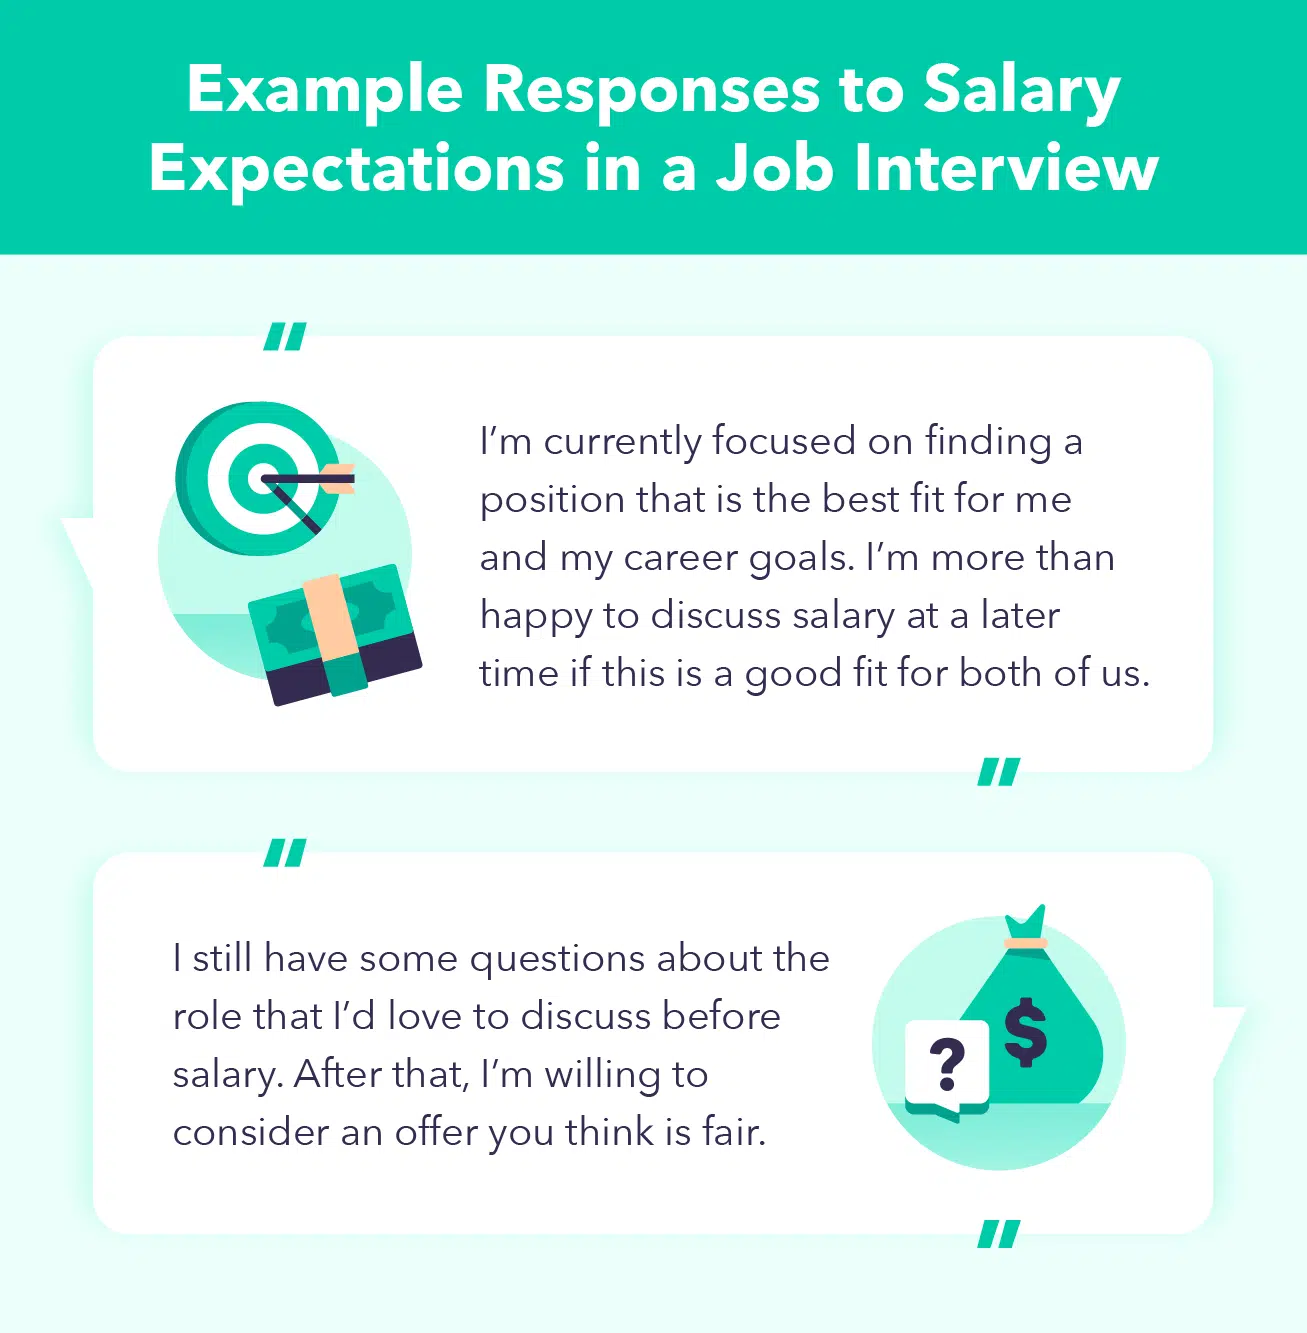 Example Responses to Salary
Expectations in a Job Interview
"
I’m currently focused on finding a
position that is the best fit for me
and my career goals. I’m more than
happy to discuss salary at a later
time if this is a good fit for both of us.
"
"
I still have some questions about the
role that I’d love to discuss before
salary. After that, I’m willing to
consider an offer you think is fair.
$
?
"